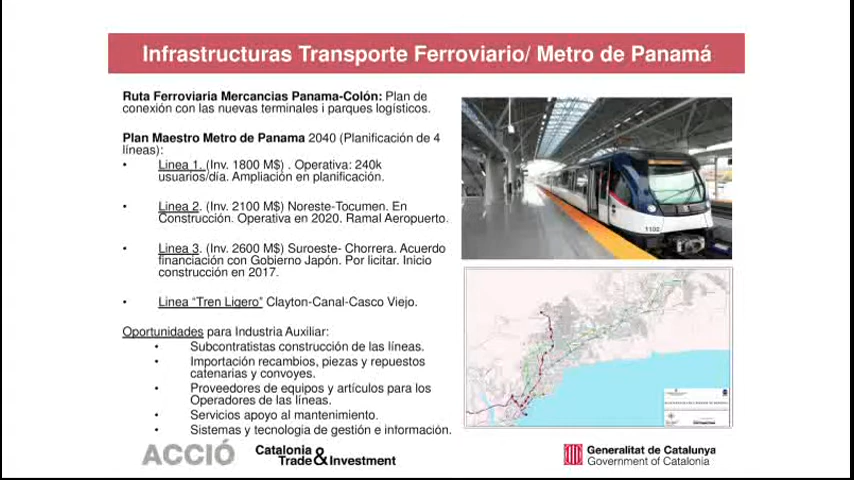 Infrastructuras Transporte Ferroviario/ Metro de Panamá
Ruta Ferroviaria Mercancias Panama-Colón: Plan de
conexión con las nuevas terminales i parques logísticos.
Plan Maestro Metro de Panama 2040 (Planificación de 4
líneas):
• Linea 1. (Inv. 1800 M$) . Operativa: 240k
usuarios/día. Ampliación en planificación.
• Linea 2. (Inv. 2100 M$) Noreste-Tocumen. En
Construcción. Operativa en 2020. Ramal Aeropuerto.
• Linea 3. (Inv. 2600 M$) Suroeste- Chorrera. Acuerdo
financiación con Gobierno Japón. Por licitar. Inicio
construcción en 2017.
• Linea “Tren Ligero” Clayton-Canal-Casco Viejo.
Oportunidades para Industria Auxiliar:
• Subcontratistas construcción de las líneas.
• Importación recambios, piezas y repuestos
catenarias y convoyes.
• Proveedores de equipos y artículos para los
Operadores de las líneas.
• Servicios apoyo al mantenimiento.
• Sistemas y tecnologia de gestión e información.
1102
ACCIÓ
Catalonia
Trade & Investment
Generalitat de Catalunya
Government of Catalonia